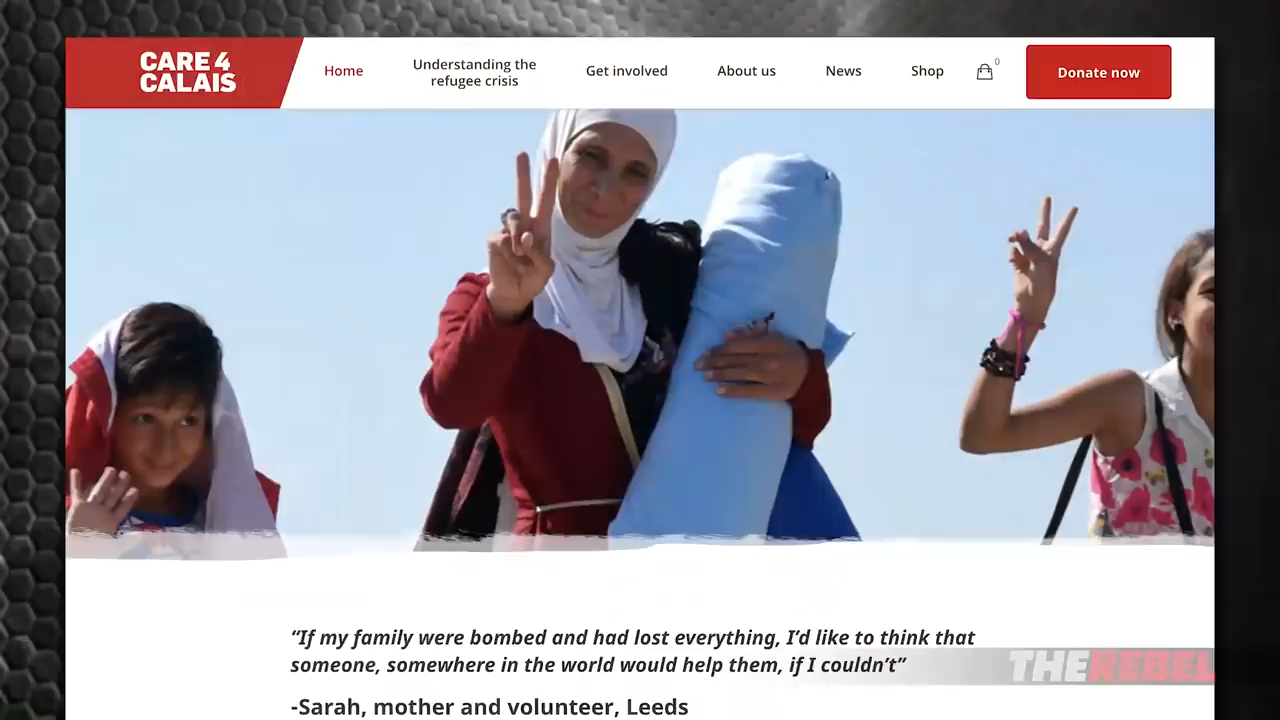 CARE 4
CALAIS
Home
Understanding the
refugee crisis
Get involved
About us
News
Shop
0
Donate now
“If my family were bombed and had lost everything, I’d like to think that
someone, somewhere in the world would help them, if I couldn’t”
-Sarah, mother and volunteer, Leeds
THEREBEL